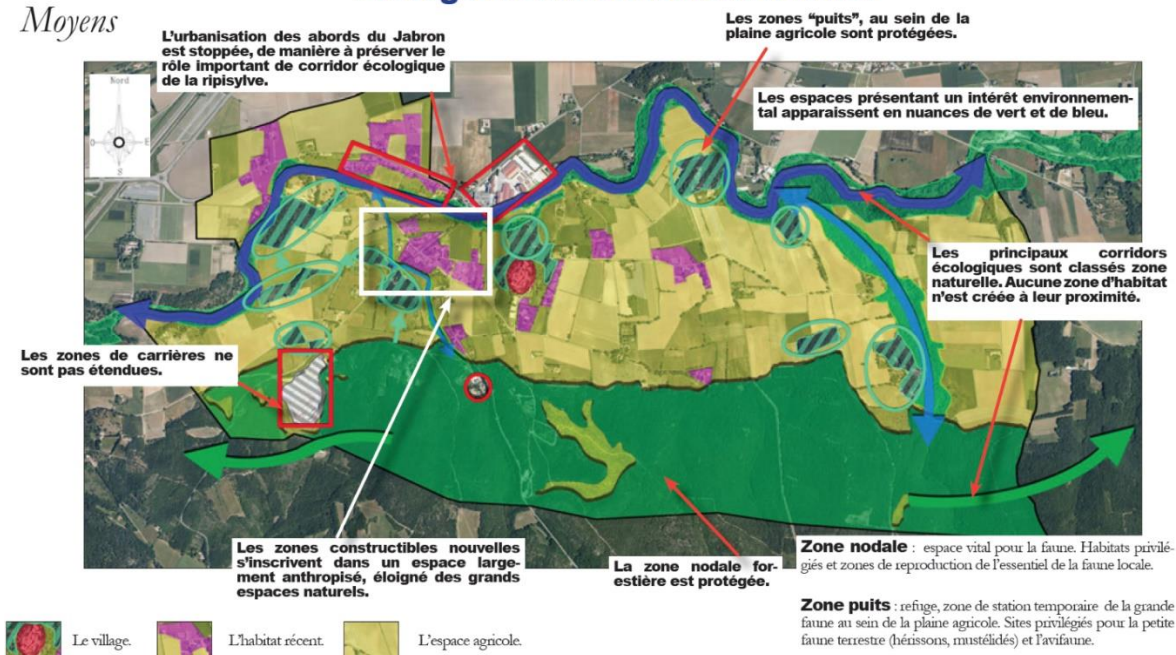 Moyens
L'urbanisation des abords du Jabron
est stoppée, de manière à préserver le
rôle important de corridor écologique
de la ripisylve.
Les zones "puits", au sein de la
plaine agricole sont protégées.
Nord
O
E
S
Les espaces présentant un intérêt environnemen-
tal apparaissent en nuances de vert et de bleu.
Les principaux corridors
écologiques sont classés zone
naturelle. Aucune zone d'habitat
n'est créée à leur proximité.
Les zones de carrières ne
sont pas étendues.
Les zones constructibles nouvelles
s'inscrivent dans un espace large-
ment anthropisé, éloigné des grands
espaces naturels.
La zone nodale for-
estière est protégée.
Zone nodale : espace vital pour la faune. Habitats privilé-
giés et zones de reproduction de l'essentiel de la faune locale.
Zone puits : refuge, zone de station temporaire de la grande
faune au sein de la plaine agricole. Sites privilégiés pour la petite
faune terrestre (hérissons, mustélidés) et l'avifaune.
Le village.
L'habitat récent.
L'espace agricole.